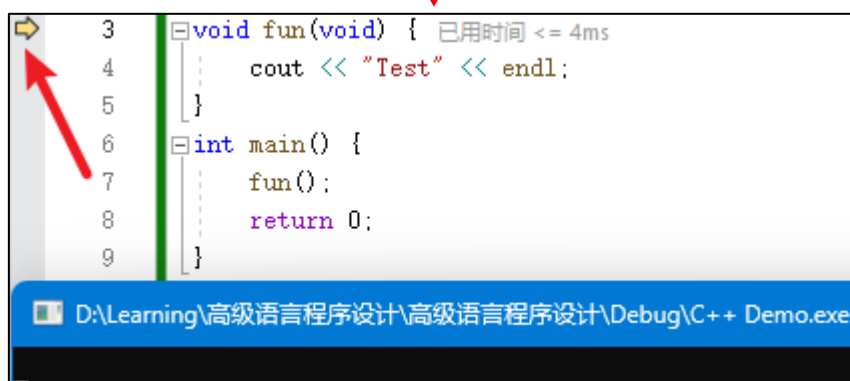 3 void fun(void) { 已用时间 <= 4ms
4 cout << "Test" << endl;
5 }
6 int main() {
7 fun();
8 return 0;
9 }
D:\Learning\高级语言程序设计\高级语言程序设计\Debug\C++ Demo.exe